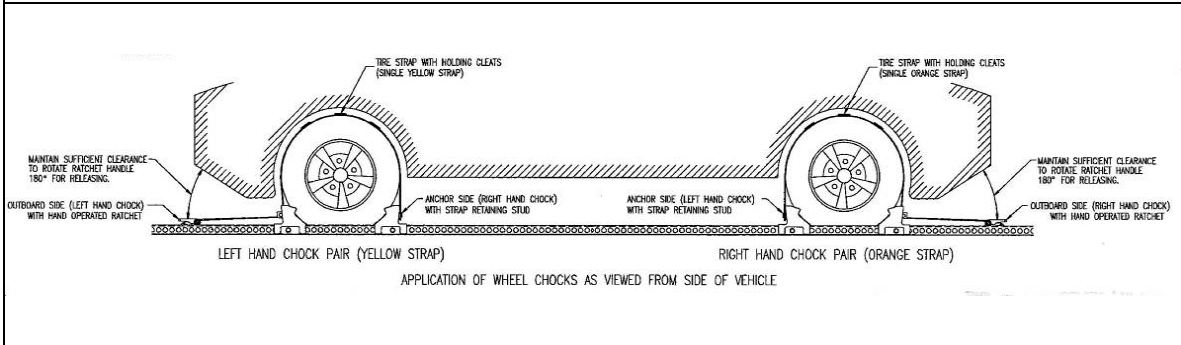 TIRE STRAP WITH HOLDING CLEATS
(SINGLE YELLOW STRAP)
TIRE STRAP WITH HOLDING CLEATS
(SINGLE ORANGE STRAP)
MAINTAIN SUFFICIENT CLEARANCE
TO ROTATE RATCHET HANDLE
180° FOR RELEASING.
OUTBOARD SIDE (LEFT HAND CHOCK)
WITH HAND OPERATED RATCHET
ANCHOR SIDE (RIGHT HAND CHOCK)
WITH STRAP RETAINING STUD
ANCHOR SIDE (LEFT HAND CHOCK)
WITH STRAP RETAINING STUD
MAINTAIN SUFFICIENT CLEARANCE
TO ROTATE RATCHET HANDLE
180° FOR RELEASING.
OUTBOARD SIDE (RIGHT HAND CHOCK)
WITH HAND OPERATED RATCHET
LEFT HAND CHOCK PAIR (YELLOW STRAP)
RIGHT HAND CHOCK PAIR (ORANGE STRAP)
APPLICATION OF WHEEL CHOCKS AS VIEWED FROM SIDE OF VEHICLE